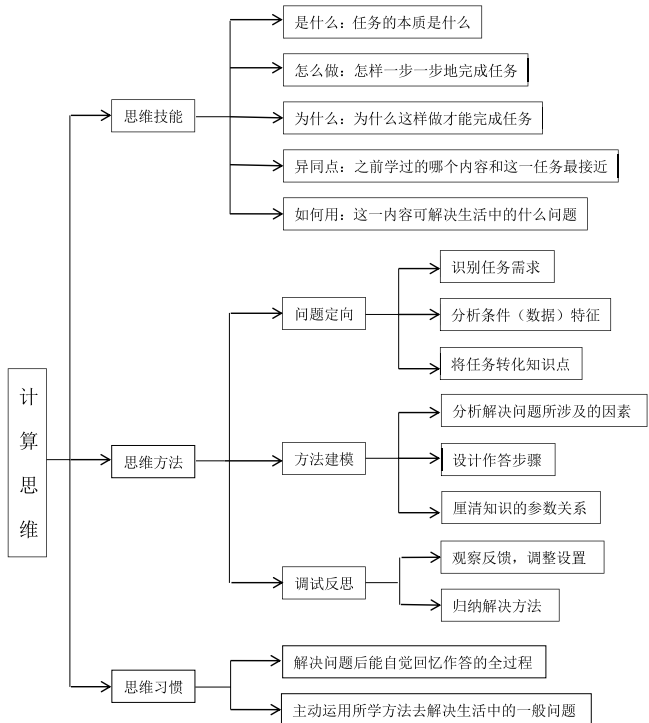 计算思维
思维技能
是什么：任务的本质是什么
怎么做：怎样一步一步地完成任务
为什么：为什么这样做才能完成任务
异同点：之前学过的哪个内容和这一任务最接近
如何用：这一内容可解决生活中的什么问题
思维方法
问题定向
识别任务需求
分析条件（数据）特征
将任务转化知识点
方法建模
分析解决问题所涉及的因素
设计作答步骤
厘清知识的参数关系
调试反思
观察反馈，调整设置
归纳解决方法
思维习惯
解决问题后能自觉回忆作答的全过程
主动运用所学方法去解决生活中的一般问题